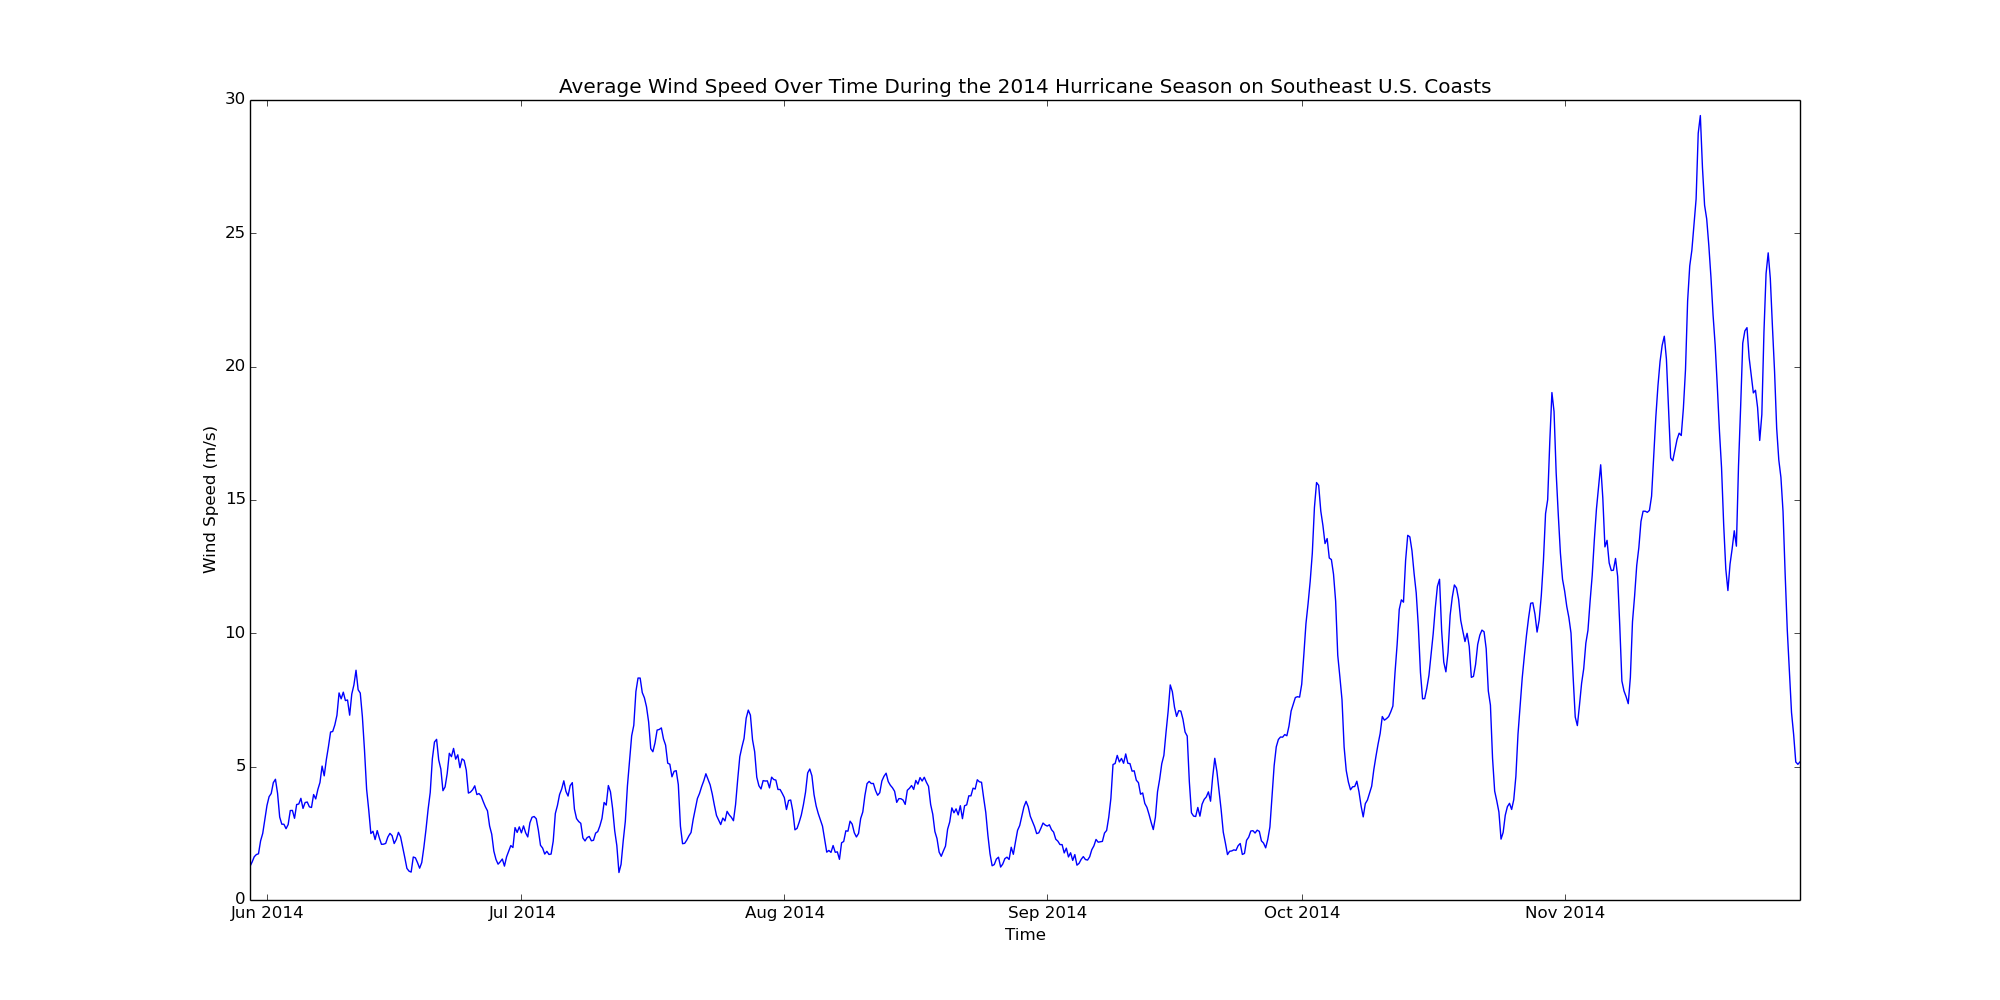 Average Wind Speed Over Time During the 2014 Hurricane Season on Southeast U.S. Coasts
30
25
20
15
10
5
0
Wind Speed (m/s)
Jun 2014 Jul 2014 Aug 2014 Sep 2014 Oct 2014 Nov 2014
Time